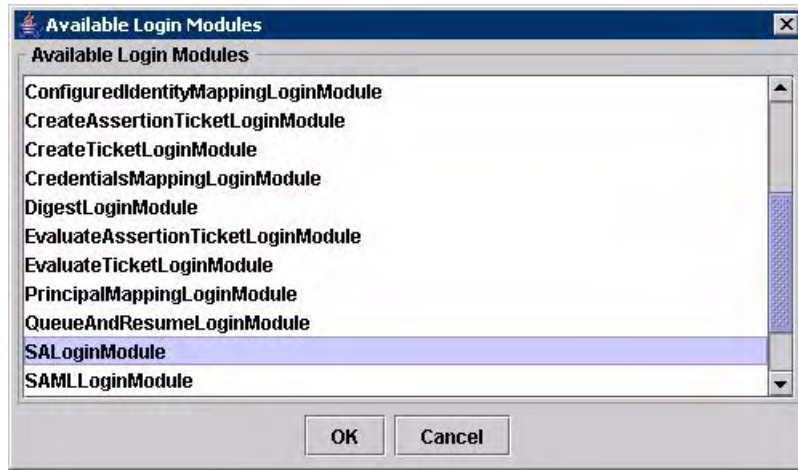 Available Login Modules
Available Login Modules
ConfiguredIdentityMappingLoginModule
CreateAssertionTicketLoginModule
CreateTicketLoginModule
CredentialsMappingLoginModule
DigestLoginModule
EvaluateAssertionTicketLoginModule
EvaluateTicketLoginModule
PrincipalMappingLoginModule
QueueAndResumeLoginModule
SALoginModule
SAMLLoginModule
OK Cancel